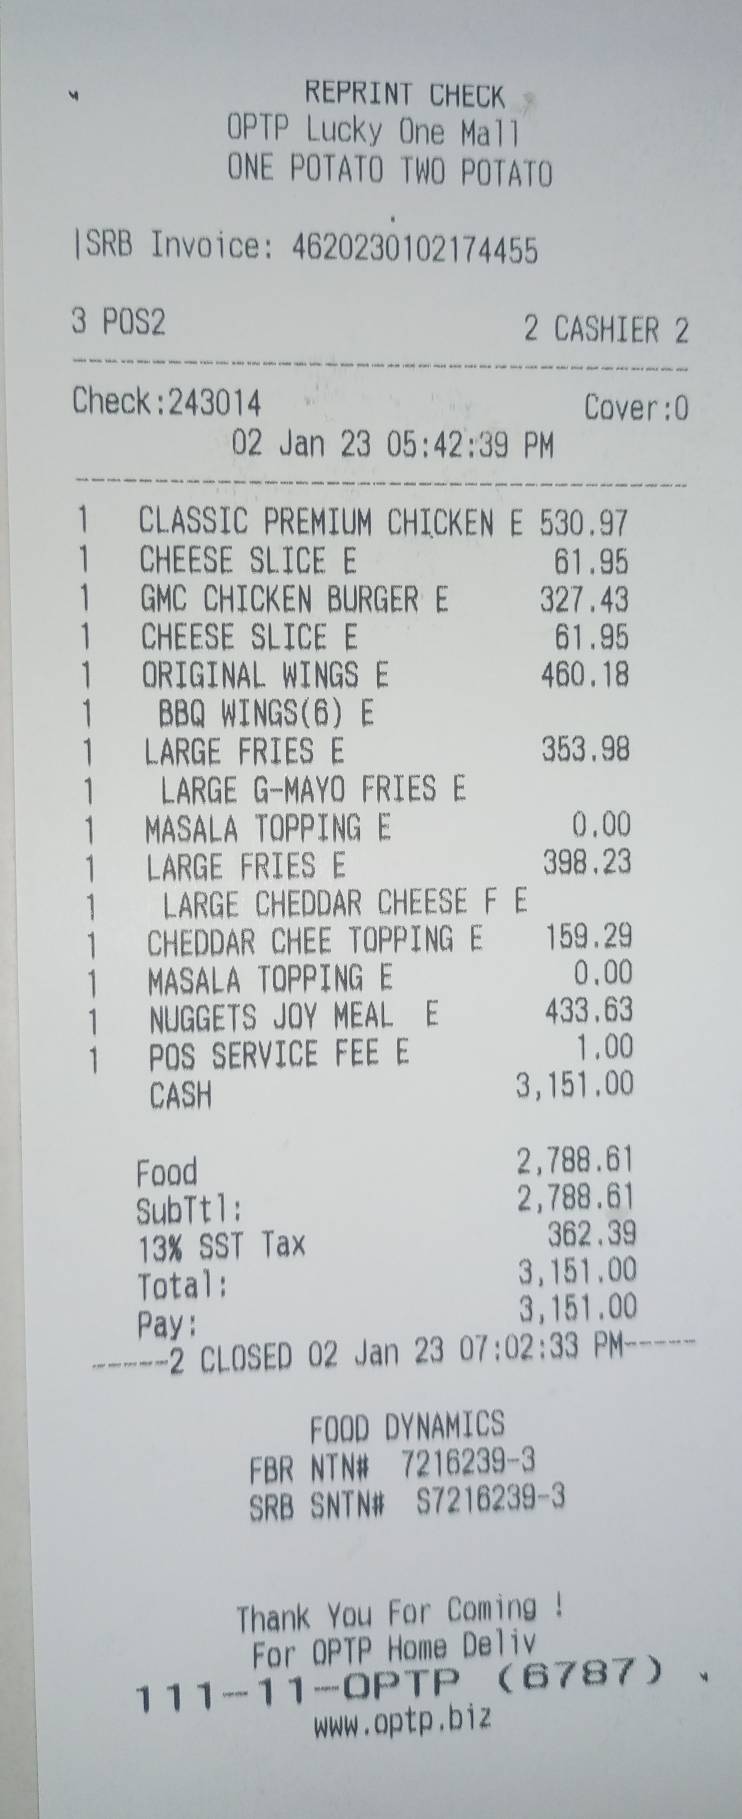 REPRINT CHECK
OPTP Lucky One Mall
ONE POTATO TWO POTATO
|SRB Invoice: 4620230102174455
3 POS2 2 CASHIER 2
Check:243014 Cover:0
02 Jan 23 05:42:39 PM
1 CLASSIC PREMIUM CHICKEN E 530.97
1 CHEESE SLICE E 61.95
1 GMC CHICKEN BURGER E 327.43
1 CHEESE SLICE E 61.95
1 ORIGINAL WINGS E 460.18
1 BBQ WINGS(6) E
1 LARGE FRIES E 353.98
1 LARGE G-MAYO FRIES E
1 MASALA TOPPING E 0.00
1 LARGE FRIES E 398.23
1 LARGE CHEDDAR CHEESE F E
1 CHEDDAR CHEE TOPPING E 159.29
1 MASALA TOPPING E 0.00
1 NUGGETS JOY MEAL E 433.63
1 POS SERVICE FEE E 1.00
CASH 3,151.00
Food 2,788.61
SubTtl: 2,788.61
13% SST Tax 362.39
Total: 3,151.00
Pay: 3,151.00
------2 CLOSED 02 Jan 23 07:02:33 PM-----
FOOD DYNAMICS
FBR NTN# 7216239-3
SRB SNTN# S7216239-3
Thank You For Coming !
For OPTP Home Deliv
111-11-OPTP (6787)
www.optp.biz